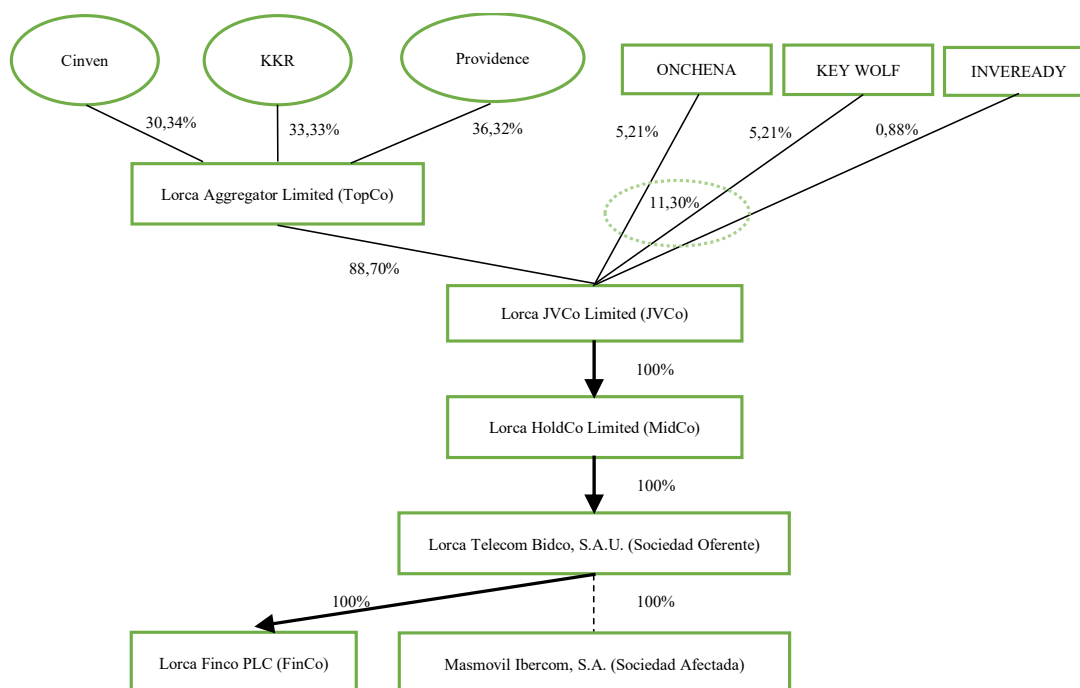 Cinven
KKR
Providence
ONCHENA
KEY WOLF
INVEREADY
30,34%
33,33%
36,32%
5,21%
5,21%
0,88%
Lorca Aggregator Limited (TopCo)
11,30%
88,70%
Lorca JVCo Limited (JVCo)
100%
Lorca HoldCo Limited (MidCo)
100%
Lorca Telecom Bidco, S.A.U. (Sociedad Oferente)
100%
100%
Lorca Finco PLC (FinCo)
Masmovil Ibercom, S.A. (Sociedad Afectada)